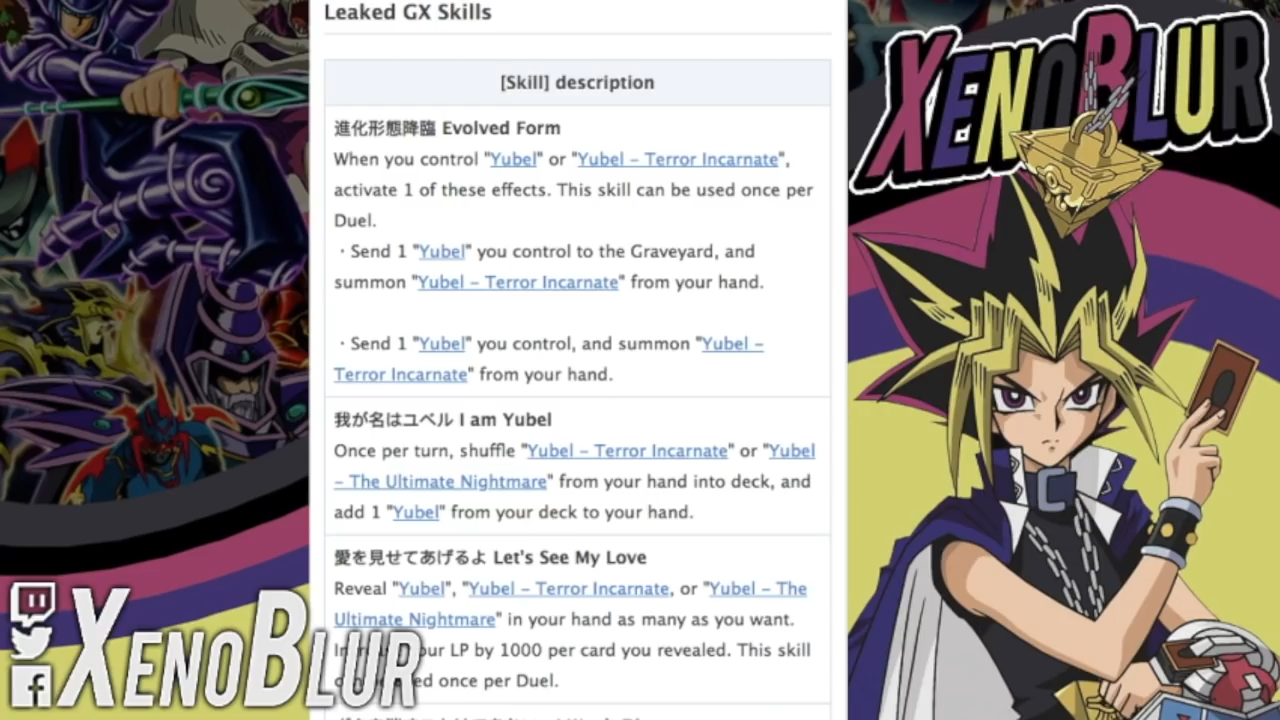 Leaked GX Skills
[Skill] description
進化形態降臨 Evolved Form
When you control "Yubel" or "Yubel – Terror Incarnate",
activate 1 of these effects. This skill can be used once per
Duel.
・Send 1 "Yubel" you control to the Graveyard, and
summon "Yubel – Terror Incarnate" from your hand.
・Send 1 "Yubel" you control, and summon "Yubel –
Terror Incarnate" from your hand.
我が名はユベル I am Yubel
Once per turn, shuffle "Yubel – Terror Incarnate" or "Yubel
– The Ultimate Nightmare" from your hand into deck, and
add 1 "Yubel" from your deck to your hand.
愛を見せてあげるよ Let's See My Love
Reveal "Yubel", "Yubel – Terror Incarnate, or "Yubel – The
Ultimate Nightmare" in your hand as many as you want.
LP by 1000 per card you revealed. This skill
once per Duel.
XENOBLUR
XENOBLUR